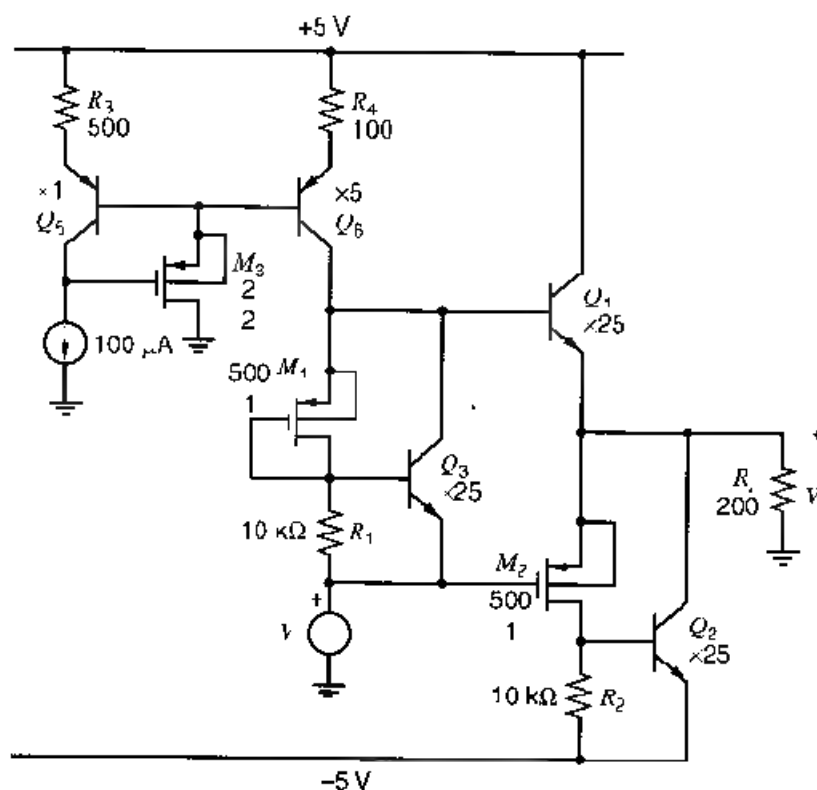 +5 V
R3
500
R4
100
×1
Q5
×5
Q6
M3
2
2
100 μA
Q1
×25
500 M1
1
Q3
×25
10 κΩ R1
R
200
V
+
M2
500
1
+
V
Q2
×25
10 kΩ R2
−5 V